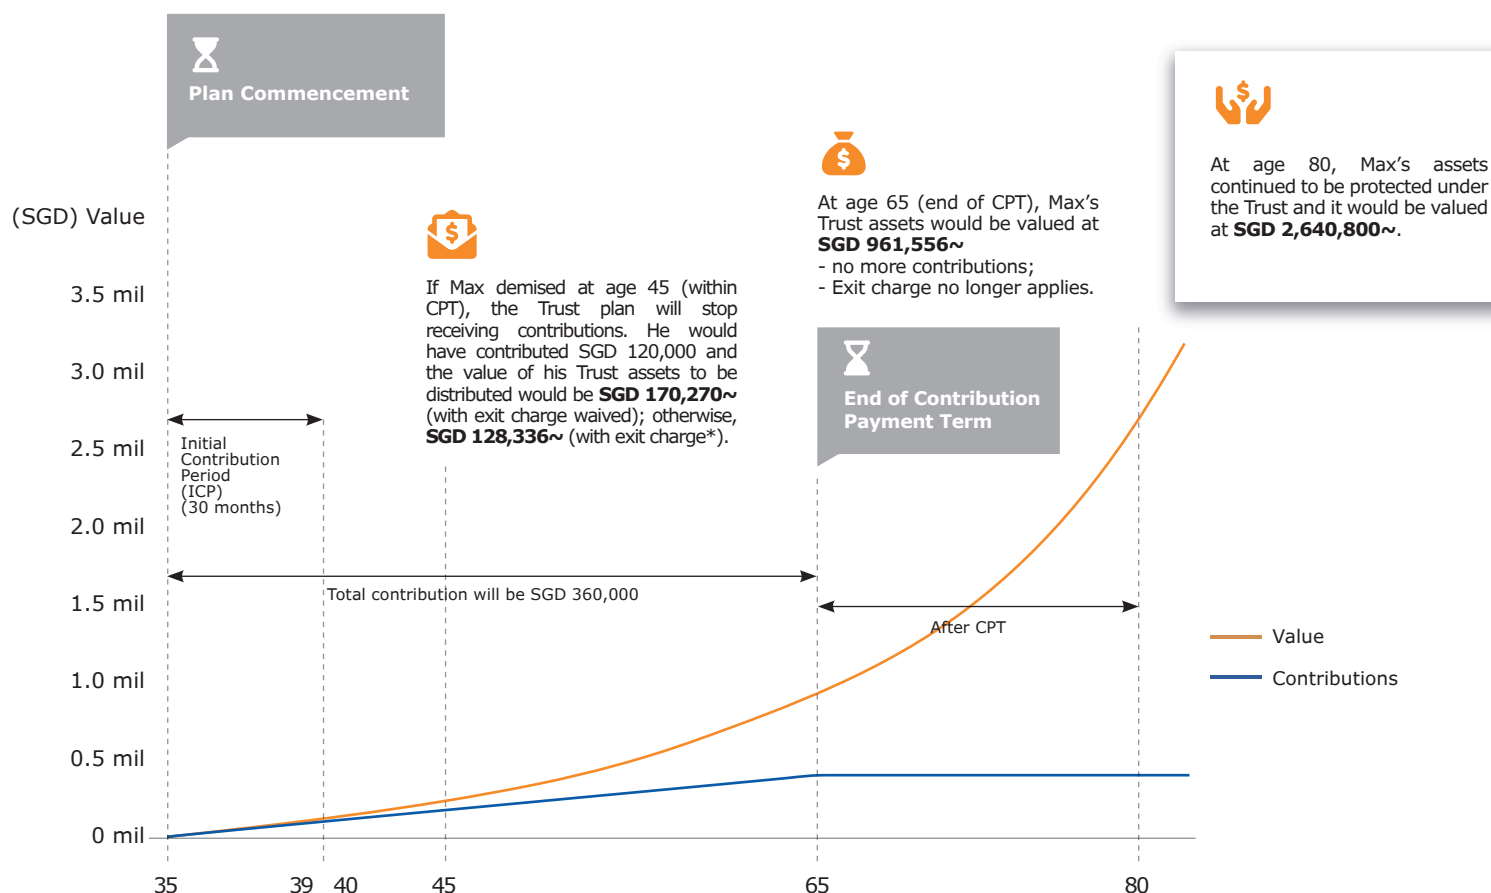 Plan Commencement
(SGD) Value
3.5 mil
3.0 mil
2.5 mil
2.0 mil
1.5 mil
1.0 mil
0.5 mil
0 mil
Initial
Contribution
Period
(ICP)
(30 months)
If Max demised at age 45 (within
CPT), the Trust plan will stop
receiving contributions. He would
have contributed SGD 120,000 and
the value of his Trust assets to be
distributed would be SGD 170,270~
(with exit charge waived); otherwise,
SGD 128,336~ (with exit charge*).
At age 65 (end of CPT), Max’s
Trust assets would be valued at
SGD 961,556~
- no more contributions;
- Exit charge no longer applies.
End of Contribution
Payment Term
At age 80, Max’s assets
continued to be protected under
the Trust and it would be valued
at SGD 2,640,800~.
Total contribution will be SGD 360,000
After CPT
Value
Contributions
35 39 40 45 65 80